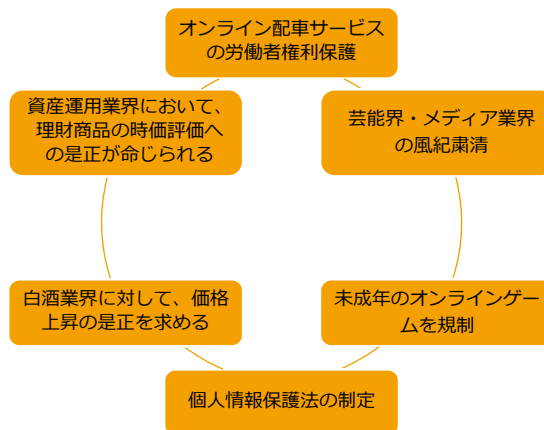 オンライン配車サービス
の労働者権利保護
芸能界・メディア業界
の風紀粛清
未成年のオンラインゲー
ムを規制
個人情報保護法の制定
白酒業界に対して、価格
上昇の是正を求める
資産運用業界において、
理財商品の時価評価へ
の是正が命じられる